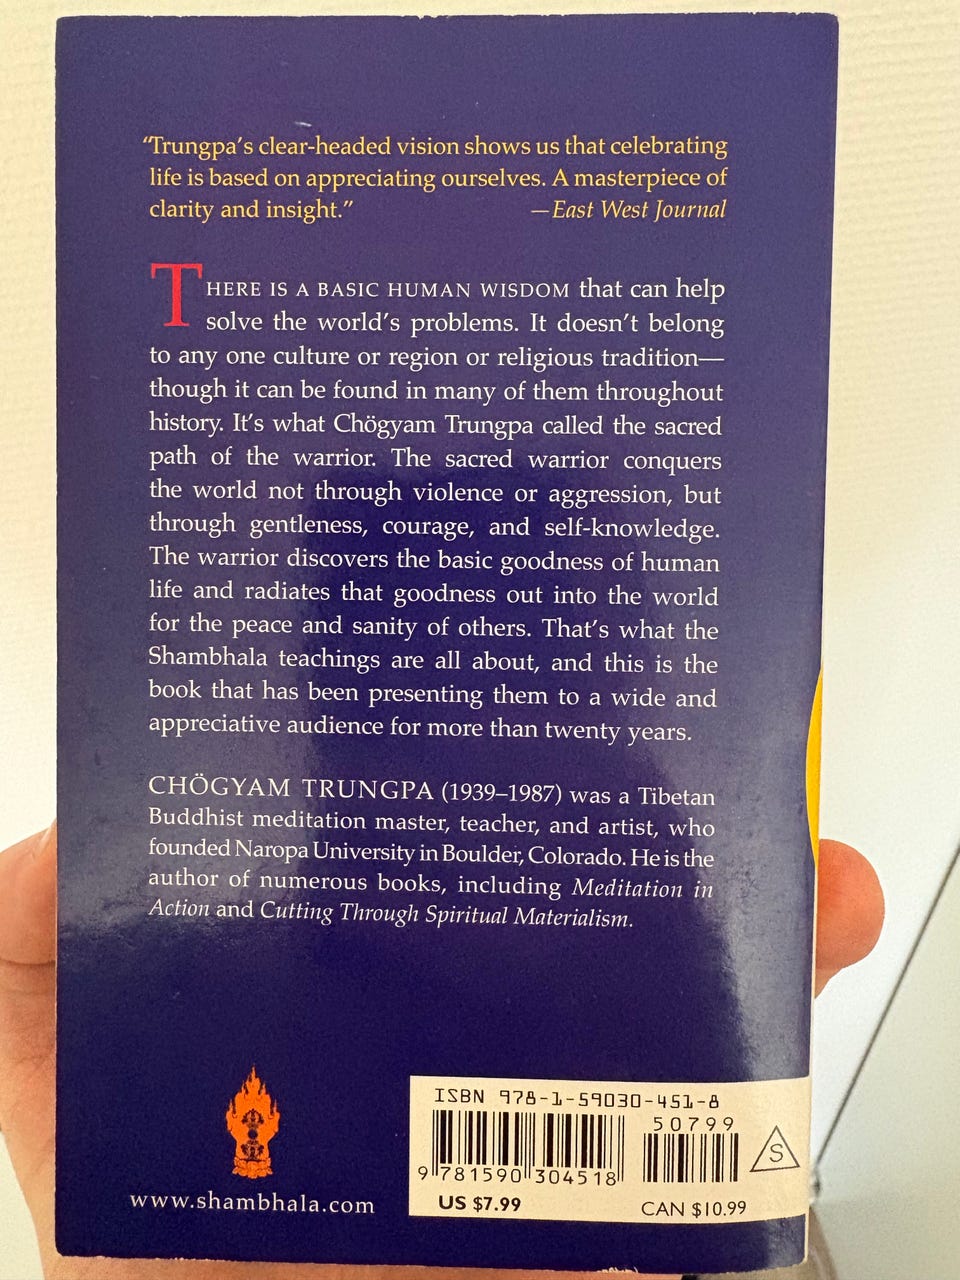 “Trungpa’s clear-headed vision shows us that celebrating
life is based on appreciating ourselves. A masterpiece of
clarity and insight.” —East West Journal
THERE IS A BASIC HUMAN WISDOM that can help
solve the world’s problems. It doesn’t belong
to any one culture or region or religious tradition—
though it can be found in many of them throughout
history. It’s what Chögyam Trungpa called the sacred
path of the warrior. The sacred warrior conquers
the world not through violence or aggression, but
through gentleness, courage, and self-knowledge.
The warrior discovers the basic goodness of human
life and radiates that goodness out into the world
for the peace and sanity of others. That’s what the
Shambhala teachings are all about, and this is the
book that has been presenting them to a wide and
appreciative audience for more than twenty years.
CHÖGYAM TRUNGPA (1939–1987) was a Tibetan
Buddhist meditation master, teacher, and artist, who
founded Naropa University in Boulder, Colorado. He is the
author of numerous books, including Meditation in
Action and Cutting Through Spiritual Materialism.
www.shambhala.com
ISBN 978-1-59030-451-8
50799
9 781590 304518
S
US $7.99 CAN $10.99